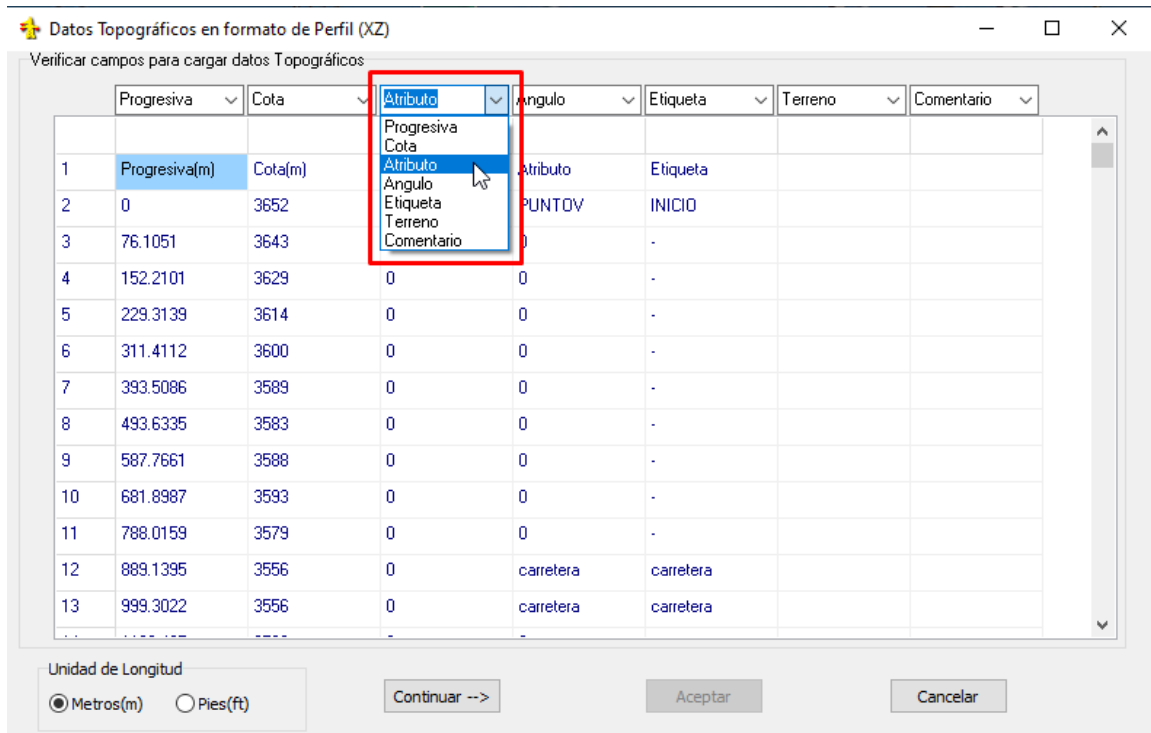 Datos Topográficos en formato de Perfil (XZ)
Verificar campos para cargar datos Topográficos
Progresiva Cota Atributo Angulo Etiqueta Terreno Comentario
Progresiva
Cota
Atributo
Angulo
Etiqueta
Terreno
Comentario
1 Progresiva(m) Cota(m) Atributo Etiqueta
2 0 3652 PUNTOV INICIO
3 76.1051 3643 0 -
4 152.2101 3629 0 0 -
5 229.3139 3614 0 0 -
6 311.4112 3600 0 0 -
7 393.5086 3589 0 0 -
8 493.6335 3583 0 0 -
9 587.7661 3588 0 0 -
10 681.8987 3593 0 0 -
11 788.0159 3579 0 0 -
12 889.1395 3556 0 carretera carretera
13 999.3022 3556 0 carretera carretera
Unidad de Longitud
Metros(m) Pies(ft) Continuar --> Aceptar Cancelar